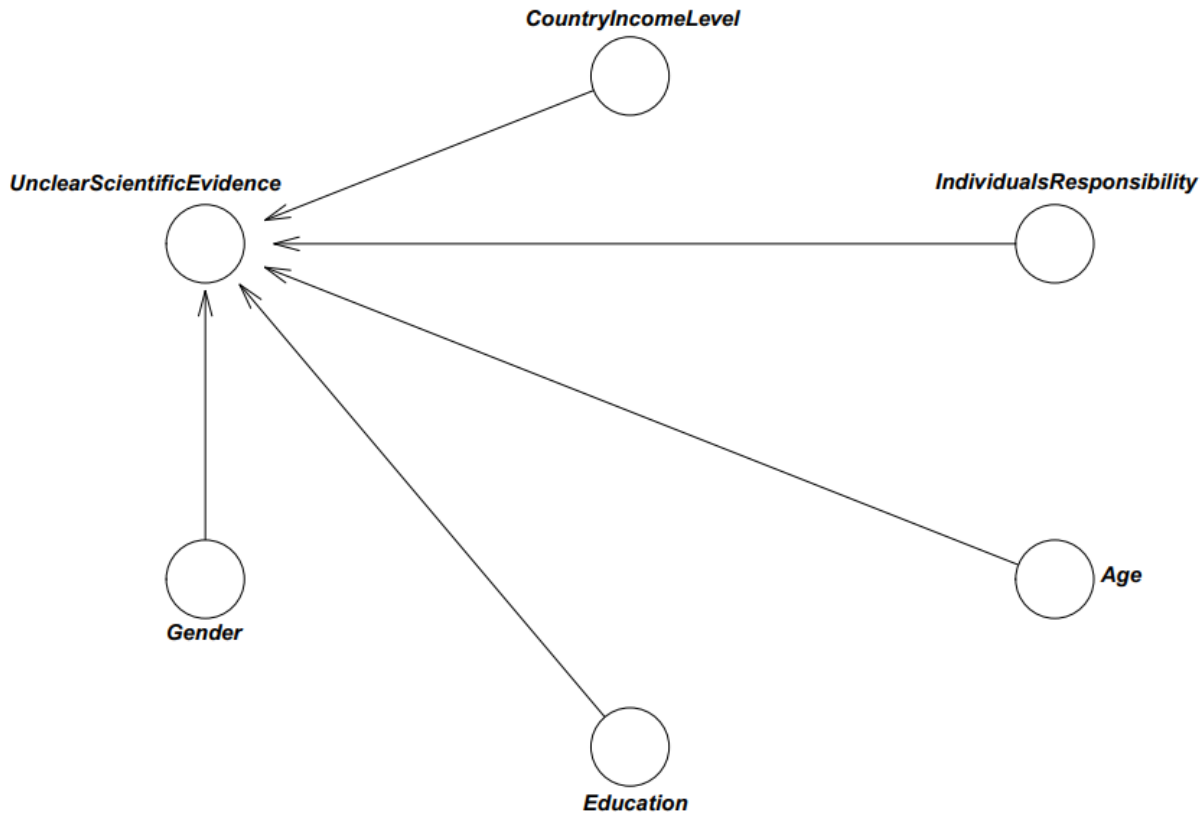 CountryIncomeLevel
UnclearScientificEvidence
IndividualsResponsibility
Age
Gender
Education